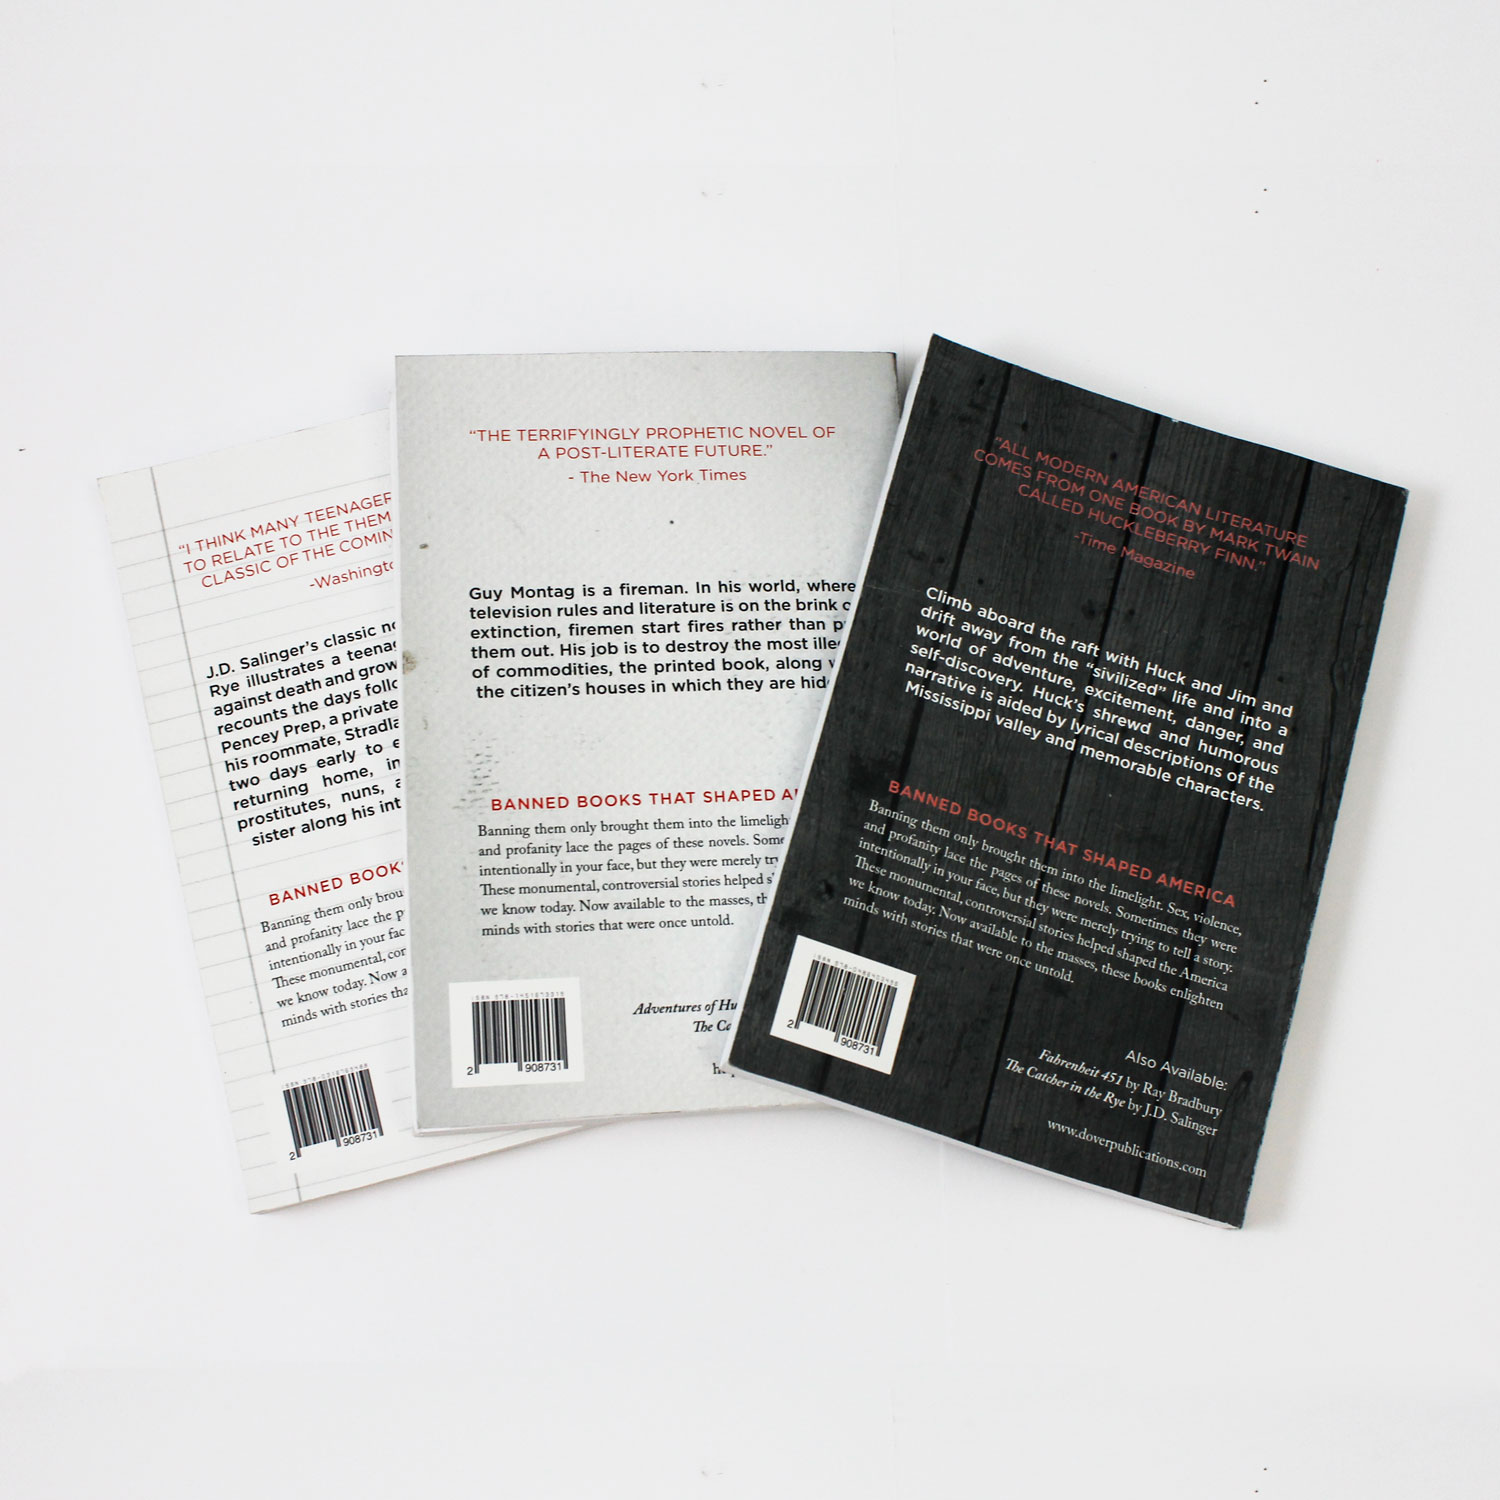 “I THINK MANY TEENAGER
TO RELATE TO THE THEM
CLASSIC OF THE COMIN
-Washingto
J.D. Salinger’s classic no
Rye illustrates a teenag
against death and grow
recounts the days follo
Pencey Prep, a private
his roommate, Stradla
two days early to e
returning home, in
prostitutes, nuns, a
sister along his int
BANNED BOOK
Banning them only brou
and profanity lace the p
intentionally in your fac
These monumental, cor
we know today. Now a
minds with stories tha
2 908731
“THE TERRIFYINGLY PROPHETIC NOVEL OF
A POST-LITERATE FUTURE.”
- The New York Times
Guy Montag is a fireman. In his world, where
television rules and literature is on the brink o
extinction, firemen start fires rather than p
them out. His job is to destroy the most ille
of commodities, the printed book, along
the citizen’s houses in which they are hid
BANNED BOOKS THAT SHAPED A
Banning them only brought them into the limelight
and profanity lace the pages of these novels. Some
intentionally in your face, but they were merely try
These monumental, controversial stories helped s
we know today. Now available to the masses, th
minds with stories that were once untold.
ISBN 978-1451673319
2 908731
Adventures of Hu
The Ca
“ALL MODERN AMERICAN LITERATURE
COMES FROM ONE BOOK BY MARK TWAIN
CALLED HUCKLEBERRY FINN.”
-Time Magazine
Climb aboard the raft with Huck and Jim and
drift away from the “sivilized” life and into a
world of adventure, excitement, danger, and
self-discovery. Huck’s shrewd and humorous
narrative is aided by lyrical descriptions of the
Mississippi valley and memorable characters.
BANNED BOOKS THAT SHAPED AMERICA
Banning them only brought them into the limelight. Sex, violence,
and profanity lace the pages of these novels. Sometimes they were
intentionally in your face, but they were merely trying to tell a story.
These monumental, controversial stories helped shaped the America
we know today. Now available to the masses, these books enlighten
minds with stories that were once untold.
2 908731
Also Available:
Fahrenheit 451 by Ray Bradbury
The Catcher in the Rye by J.D. Salinger
www.doverpublications.com